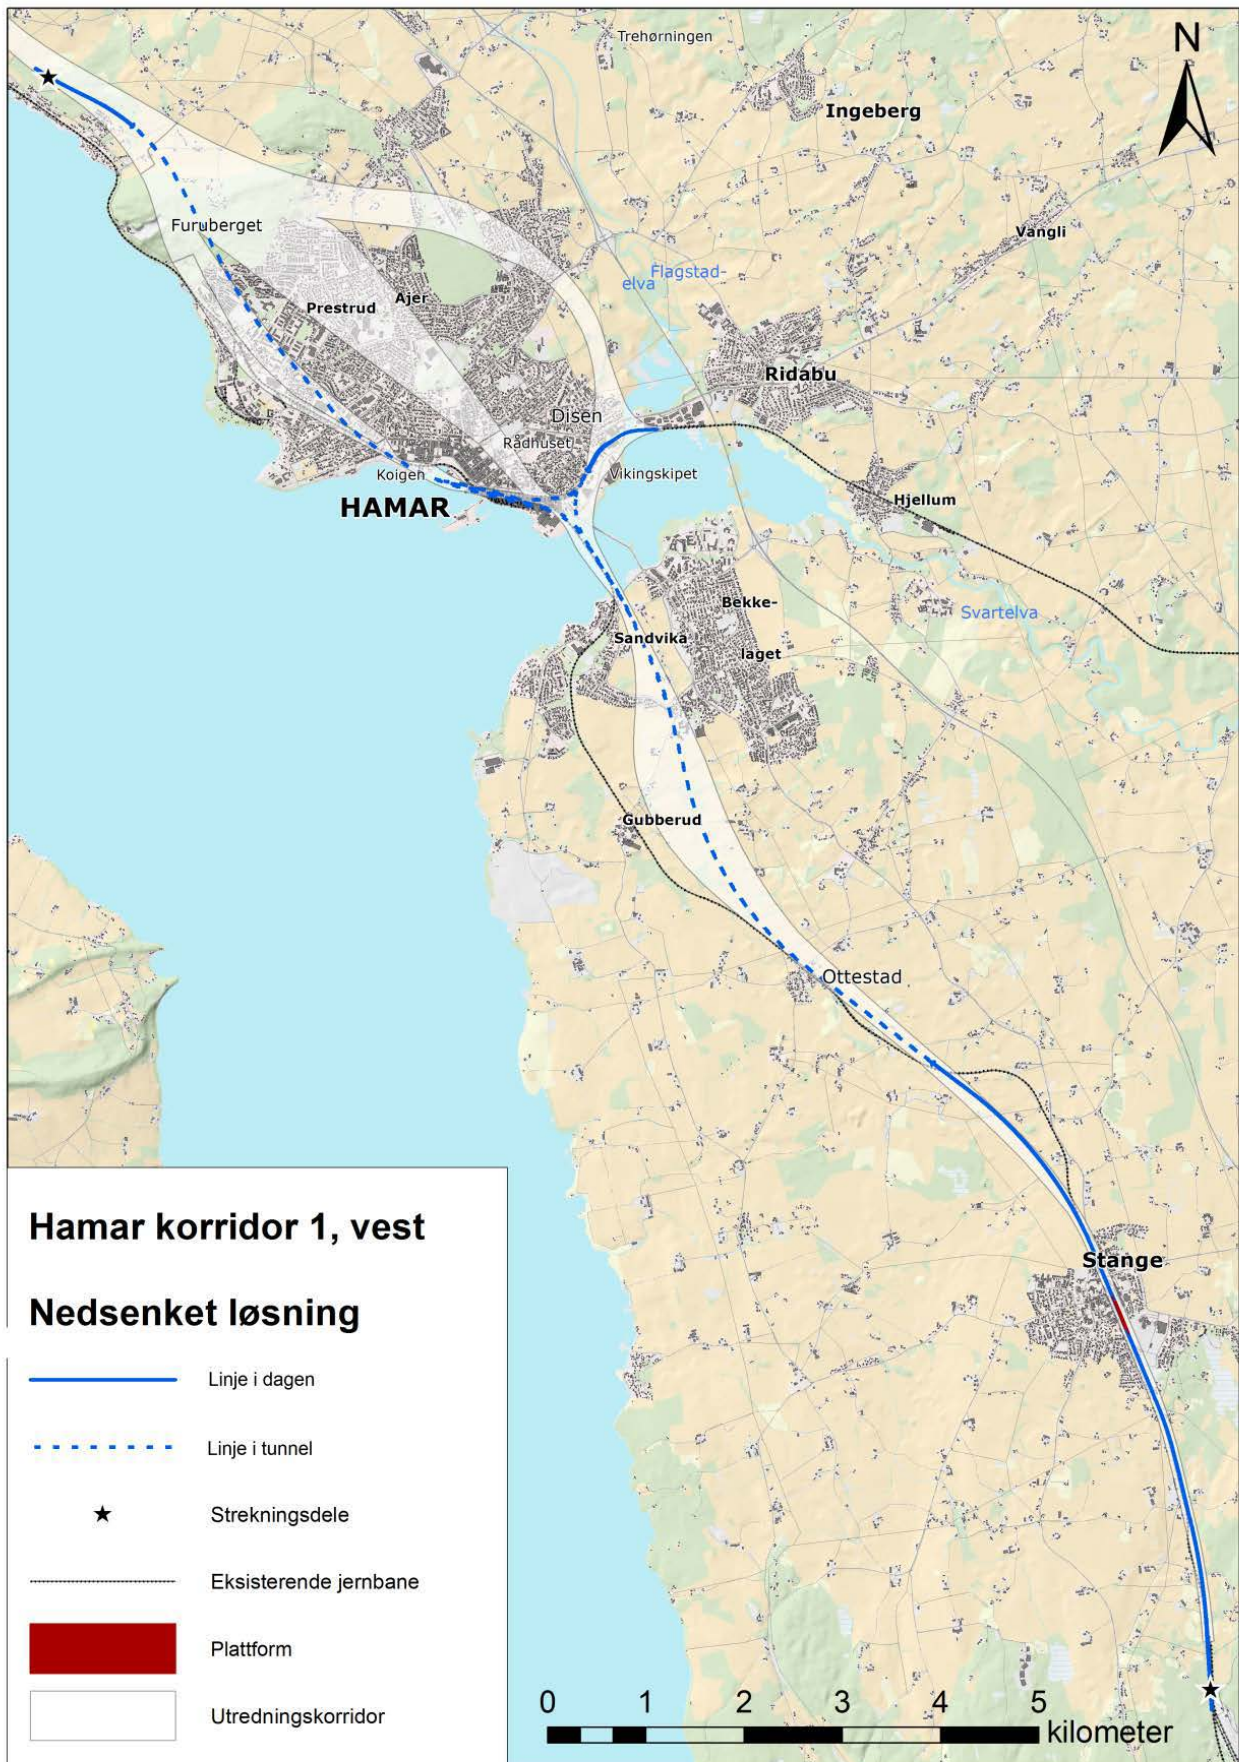 Trehørningen
N
Ingeberg
Furuberget
Vangli
Flagstad-
elva
Prestrud
Ajer
Ridabu
Disen
Rådhuset
Koigen
Vikingskipet
HAMAR
Hjellum
Bekke-
laget
Svartelva
Sandvika
Gubberud
Ottestad
Stange
Hamar korridor 1, vest
Nedsenket løsning
Linje i dagen
Linje i tunnel
Strekningsdele
Eksisterende jernbane
Plattform
Utredningskorridor
0 1 2 3 4 5
kilometer